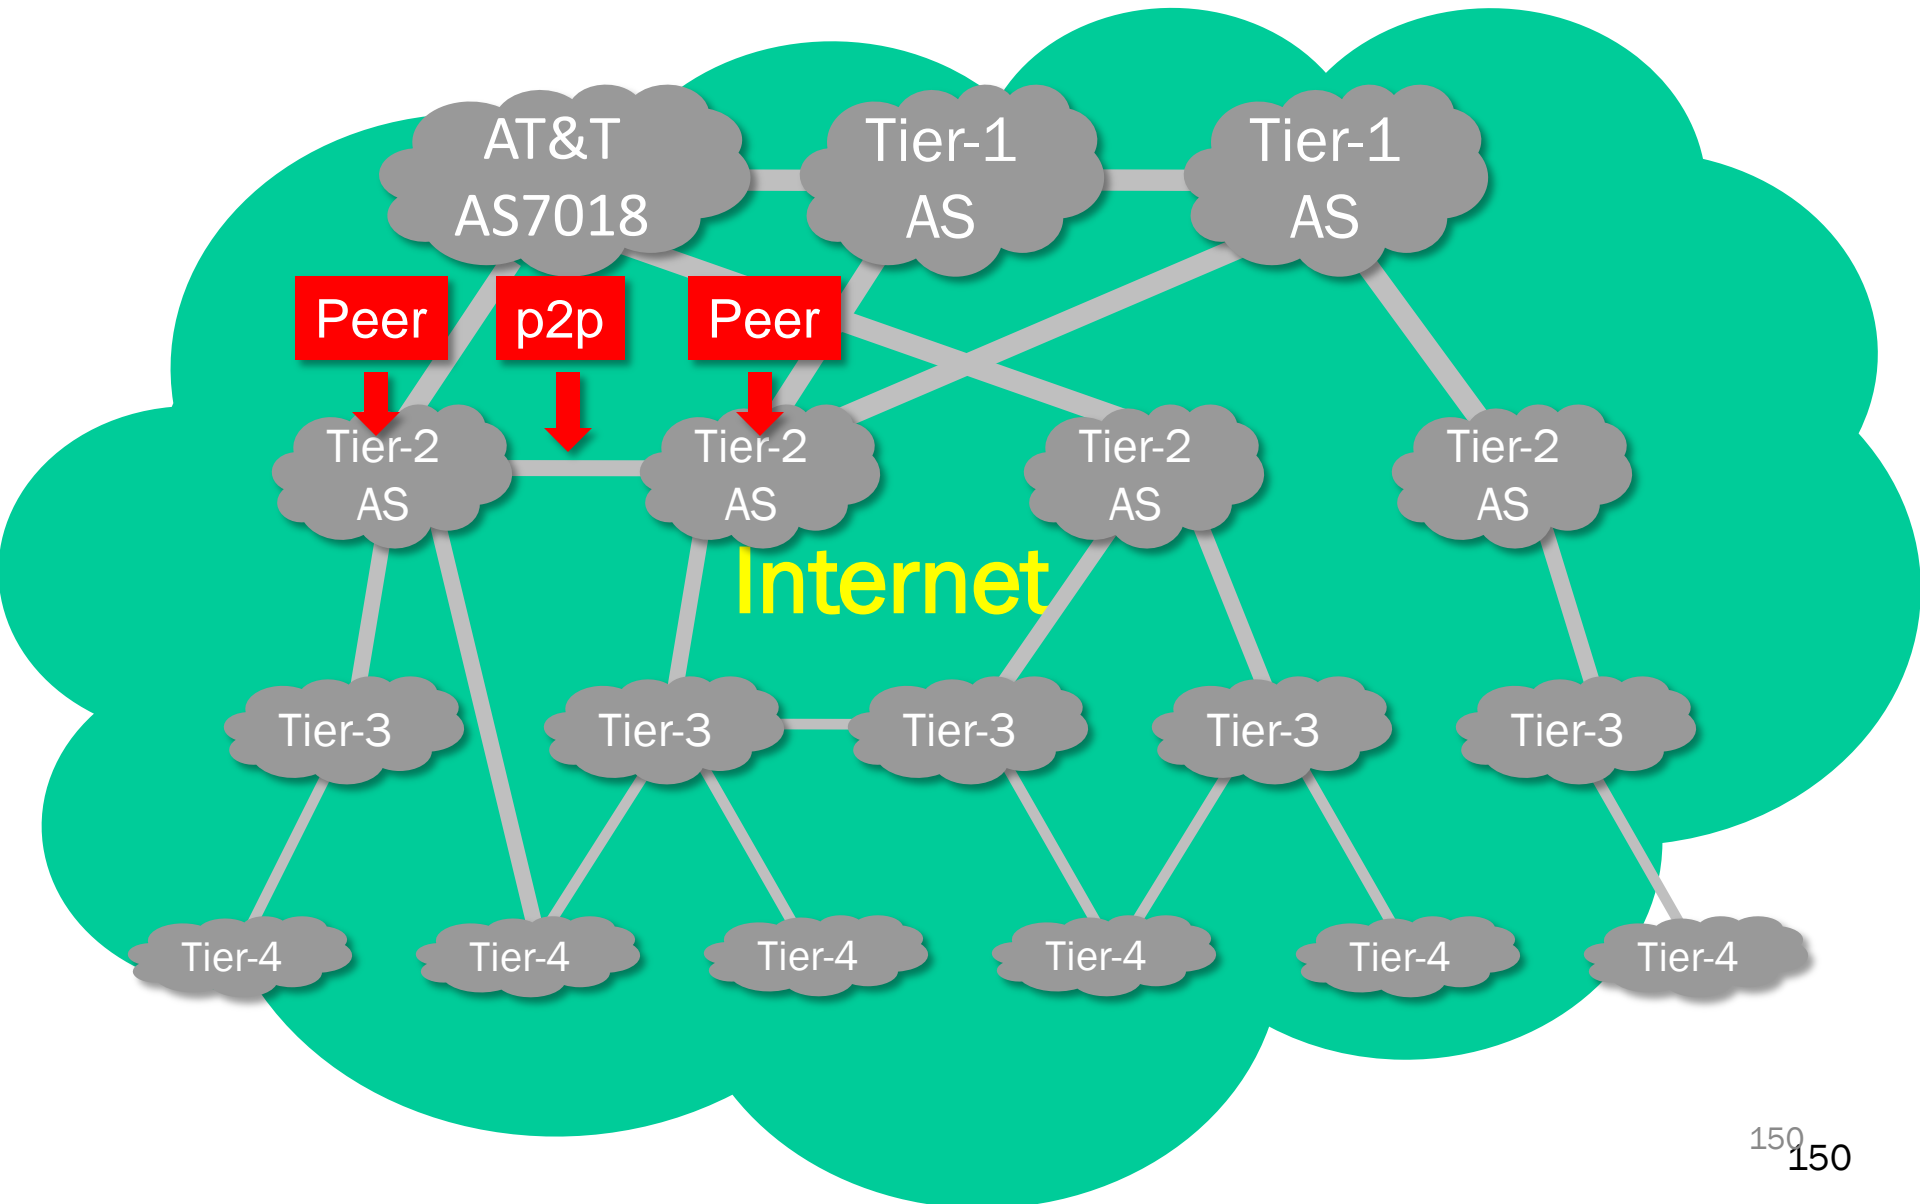 AT&T
AS7018
Tier-1
AS
Tier-1
AS
Peer
p2p
Peer
Tier-2
AS
Tier-2
AS
Tier-2
AS
Tier-2
AS
Internet
Tier-3
Tier-3
Tier-3
Tier-3
Tier-3
Tier-4
Tier-4
Tier-4
Tier-4
Tier-4
Tier-4
150
150